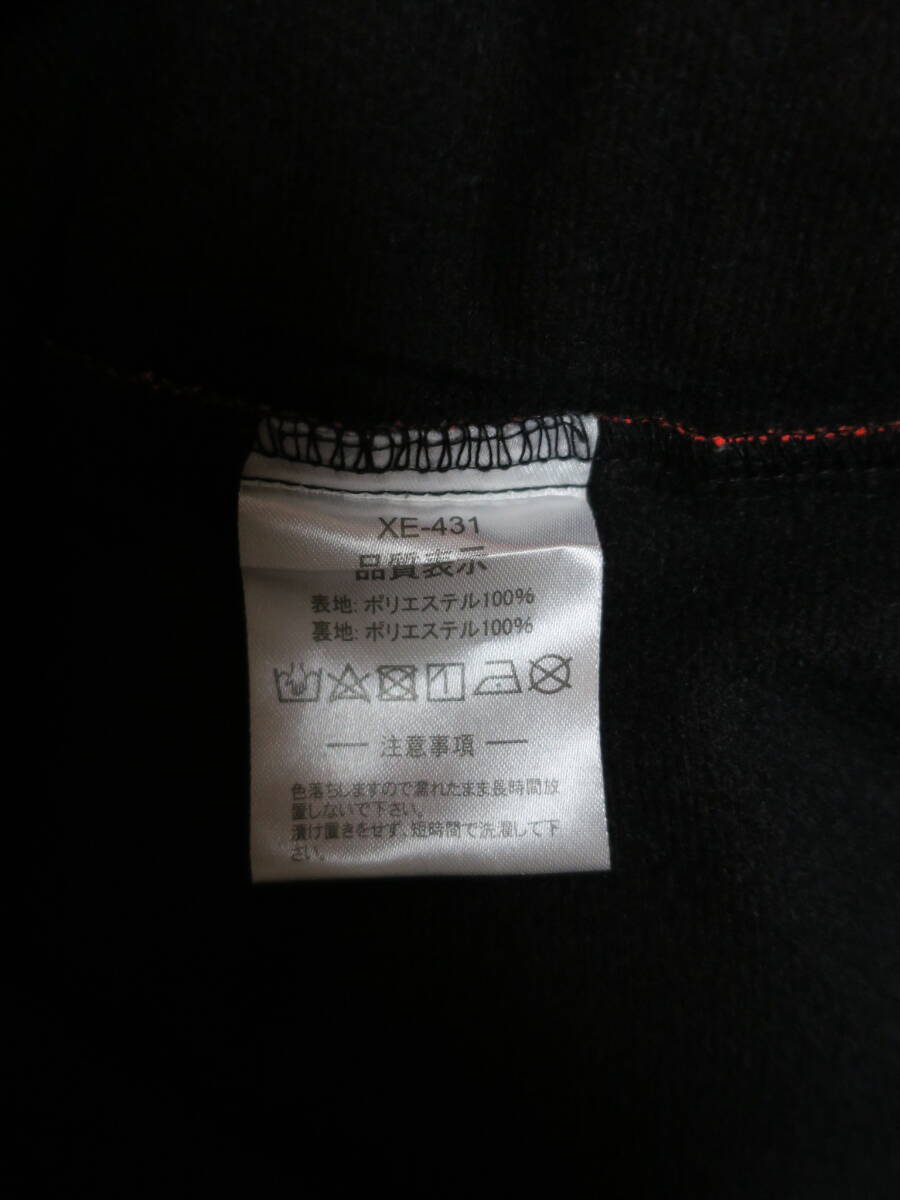 XE-431
品質表示
表地: ポリエステル100%
裏地: ポリエステル100%
注意事項
色落ちしますので濡れたまま長時間放
置しないで下さい。
漬け置きをせず、短時間で洗濯して下
さい。